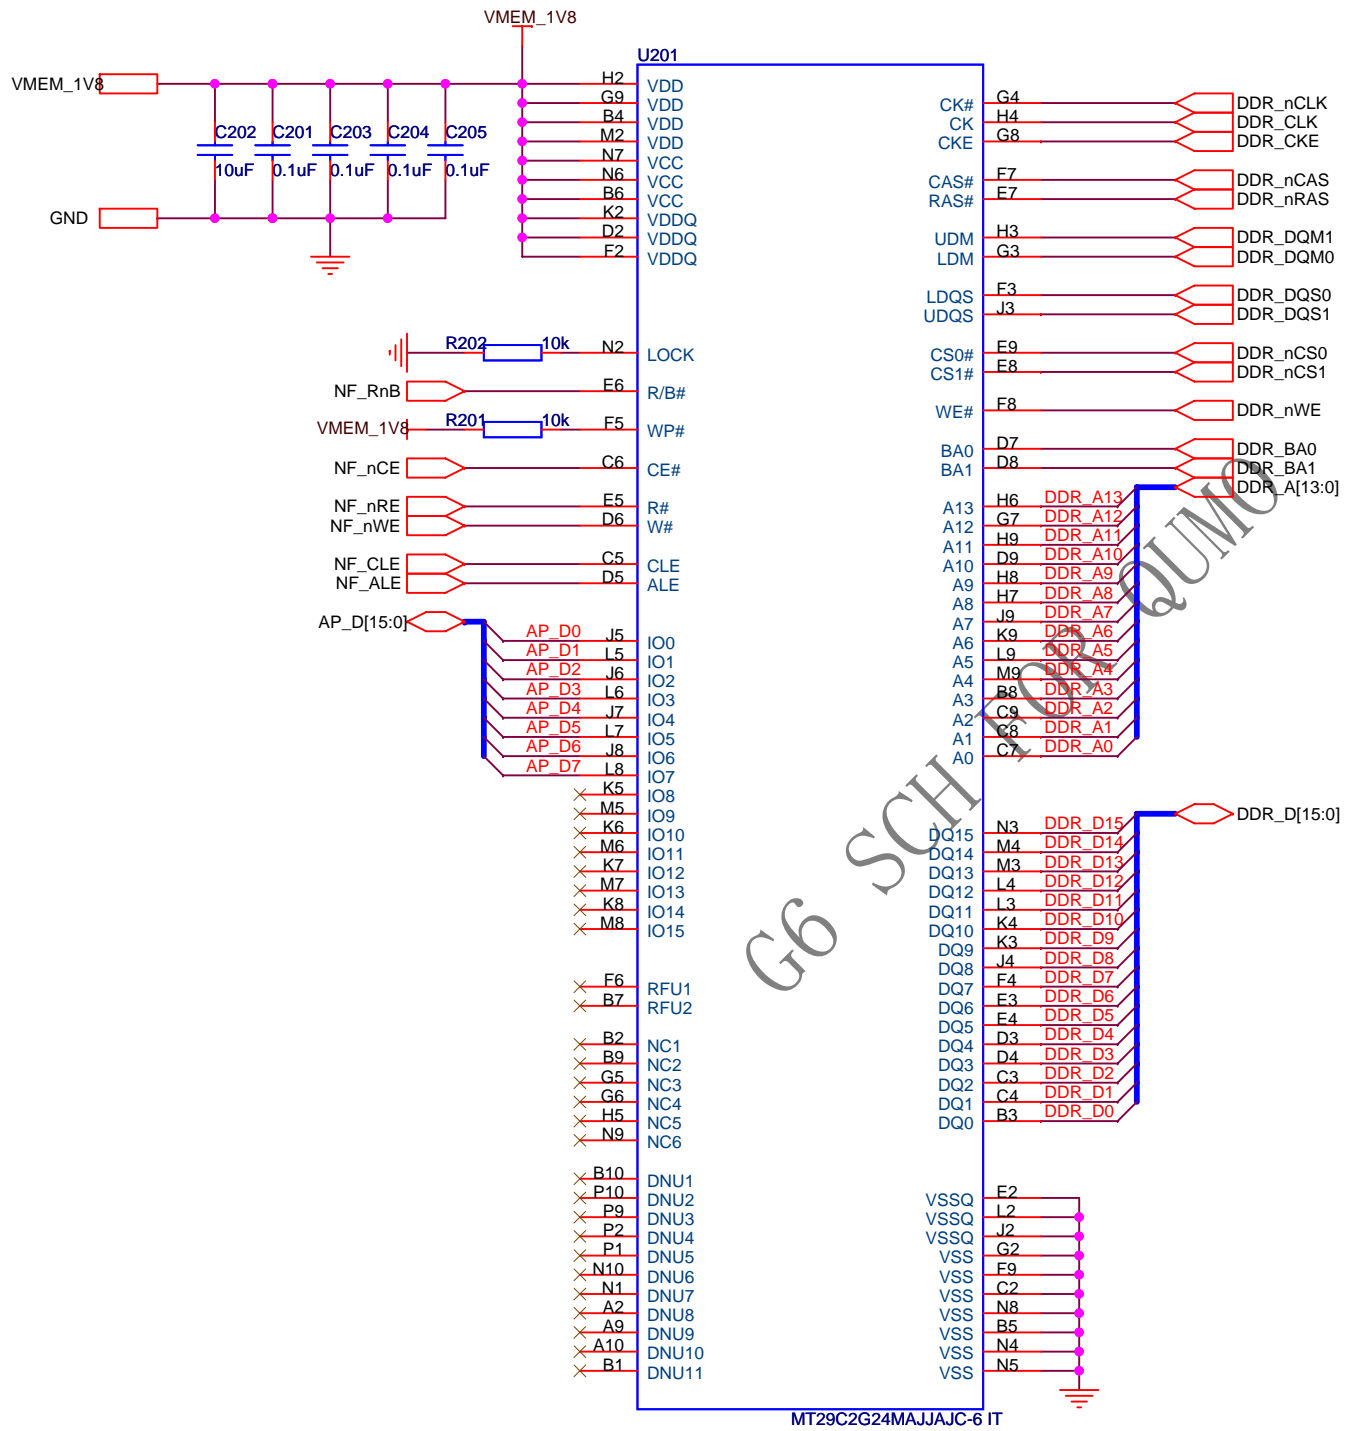 VMEM_1V8
U201
VMEM_1V8
H2 VDD
G9 VDD
B4 VDD
M2 VDD
N7 VCC
N6 VCC
B6 VCC
K2 VDDQ
D2 VDDQ
F2 VDDQ
C202 C201 C203 C204 C205
10uF 0.1uF 0.1uF 0.1uF 0.1uF
GND
R202 10k N2 LOCK
NF_RnB E6 R/B#
VMEM_1V8 R201 10k F5 WP#
NF_nCE C6 CE#
NF_nRE E5 R#
NF_nWE D6 W#
NF_CLE C5 CLE
NF_ALE D5 ALE
AP_D[15:0]
AP_D0 J5 IO0
AP_D1 L5 IO1
AP_D2 J6 IO2
AP_D3 L6 IO3
AP_D4 J7 IO4
AP_D5 L7 IO5
AP_D6 J8 IO6
AP_D7 L8 IO7
K5 IO8
M5 IO9
K6 IO10
M6 IO11
K7 IO12
M7 IO13
K8 IO14
M8 IO15
F6 RFU1
B7 RFU2
B2 NC1
B9 NC2
G5 NC3
G6 NC4
H5 NC5
N9 NC6
B10 DNU1
P10 DNU2
P9 DNU3
P2 DNU4
P1 DNU5
N10 DNU6
N1 DNU7
A2 DNU8
A9 DNU9
A10 DNU10
B1 DNU11
CK# G4 DDR_nCLK
CK H4 DDR_CLK
CKE G8 DDR_CKE
CAS# F7 DDR_nCAS
RAS# E7 DDR_nRAS
UDM H3 DDR_DQM1
LDM G3 DDR_DQM0
LDQS F3 DDR_DQS0
UDQS J3 DDR_DQS1
CS0# E9 DDR_nCS0
CS1# E8 DDR_nCS1
WE# F8 DDR_nWE
BA0 D7 DDR_BA0
BA1 D8 DDR_BA1
DDR_A[13:0]
A13 H6 DDR_A13
A12 G7 DDR_A12
A11 H9 DDR_A11
A10 D9 DDR_A10
A9 H8 DDR_A9
A8 H7 DDR_A8
A7 J9 DDR_A7
A6 K9 DDR_A6
A5 L9 DDR_A5
A4 M9 DDR_A4
A3 B8 DDR_A3
A2 C9 DDR_A2
A1 C8 DDR_A1
A0 C7 DDR_A0
DDR_D[15:0]
DQ15 N3 DDR_D15
DQ14 M4 DDR_D14
DQ13 M3 DDR_D13
DQ12 L4 DDR_D12
DQ11 L3 DDR_D11
DQ10 K4 DDR_D10
DQ9 K3 DDR_D9
DQ8 J4 DDR_D8
DQ7 F4 DDR_D7
DQ6 E3 DDR_D6
DQ5 E4 DDR_D5
DQ4 D3 DDR_D4
DQ3 D4 DDR_D3
DQ2 C3 DDR_D2
DQ1 C4 DDR_D1
DQ0 B3 DDR_D0
VSSQ E2
VSSQ L2
VSSQ J2
VSS G2
VSS F9
VSS C2
VSS N8
VSS B5
VSS N4
VSS N5
G6 SCH FOR QUMO
MT29C2G24MAJJAJC-6 IT